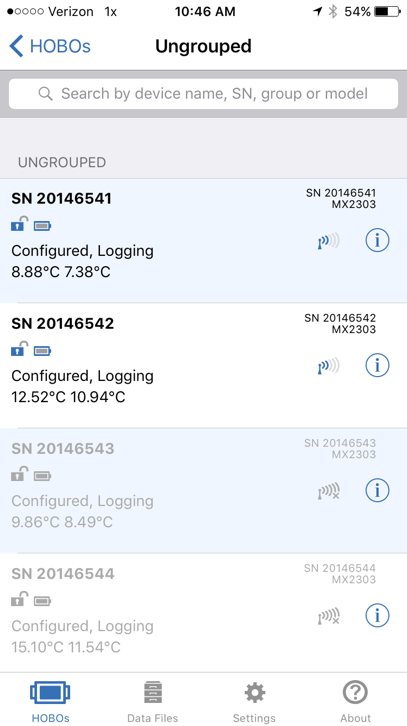 Verizon 1x 10:46 AM 54%
HOBOs Ungrouped
Search by device name, SN, group or model
UNGROUPED
SN 20146541
SN 20146541
MX2303
Configured, Logging
8.88°C 7.38°C
SN 20146542
SN 20146542
MX2303
Configured, Logging
12.52°C 10.94°C
SN 20146543
SN 20146543
MX2303
Configured, Logging
9.86°C 8.49°C
SN 20146544
SN 20146544
MX2303
Configured, Logging
15.10°C 11.54°C
HOBOs Data Files Settings About